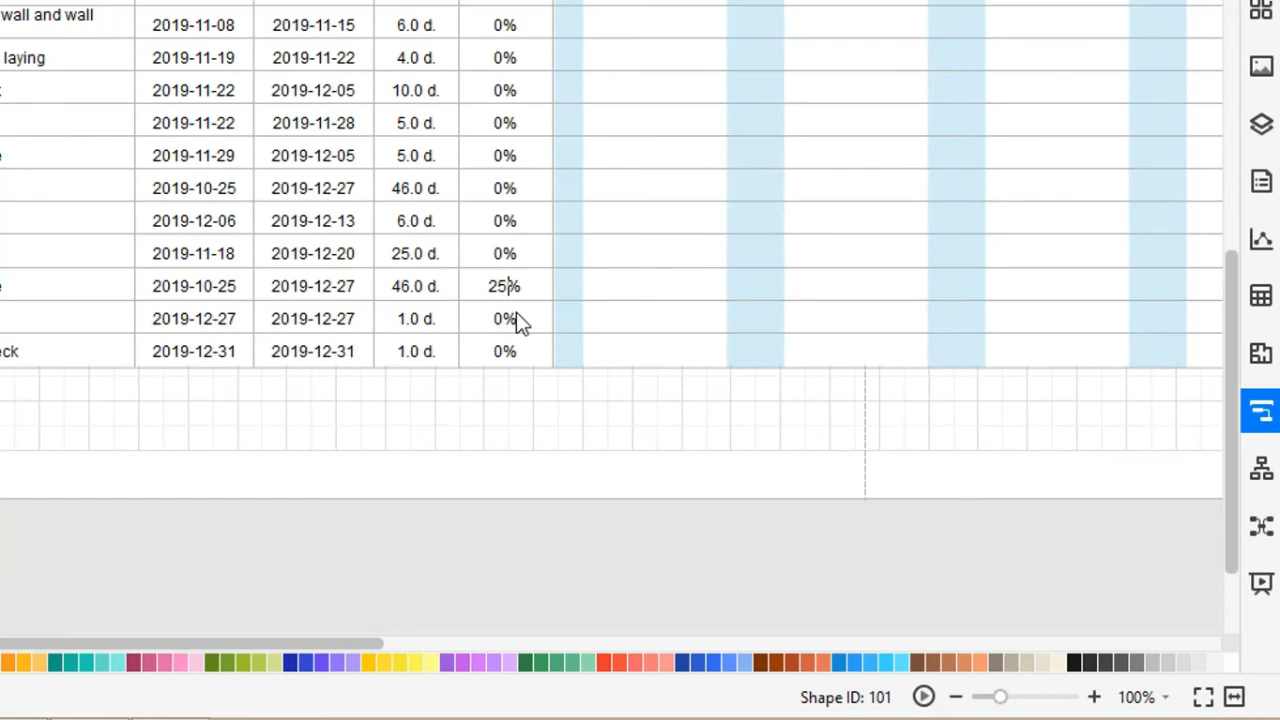 wall and wall
2019-11-08 2019-11-15 6.0 d. 0%
laying 2019-11-19 2019-11-22 4.0 d. 0%
2019-11-22 2019-12-05 10.0 d. 0%
2019-11-22 2019-11-28 5.0 d. 0%
e 2019-11-29 2019-12-05 5.0 d. 0%
2019-10-25 2019-12-27 46.0 d. 0%
2019-12-06 2019-12-13 6.0 d. 0%
2019-11-18 2019-12-20 25.0 d. 0%
e 2019-10-25 2019-12-27 46.0 d. 25%
2019-12-27 2019-12-27 1.0 d. 0%
eck 2019-12-31 2019-12-31 1.0 d. 0%
Shape ID: 101 100%